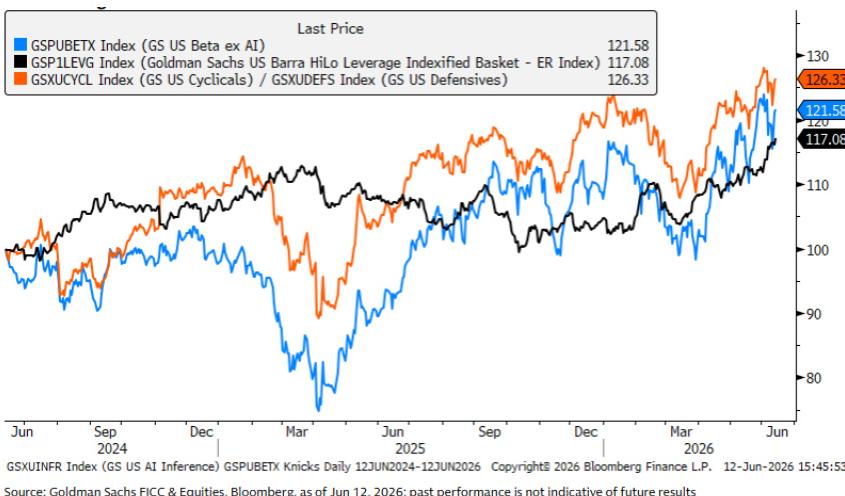 Last Price
GSPUBETX Index (GS US Beta ex AI) 121.58
GSP1LEVG Index (Goldman Sachs US Barra HiLo Leverage Indexified Basket - ER Index) 117.08
GSXUCYCL Index (GS US Cyclicals) / GSXUDEFS Index (GS US Defensives) 126.33
130
126.33
121.58
120
117.08
110
100
90
80
Jun Sep Dec Mar Jun Sep Dec Mar Jun
2024 2025 2026
GSXUINFR Index (GS US AI Inference) GSPUBETX Knicks Daily 12JUN2024-12JUN2026 Copyright© 2026 Bloomberg Finance L.P. 12-Jun-2026 15:45:53
Source: Goldman Sachs FICC & Equities, Bloomberg, as of Jun 12, 2026; past performance is not indicative of future results